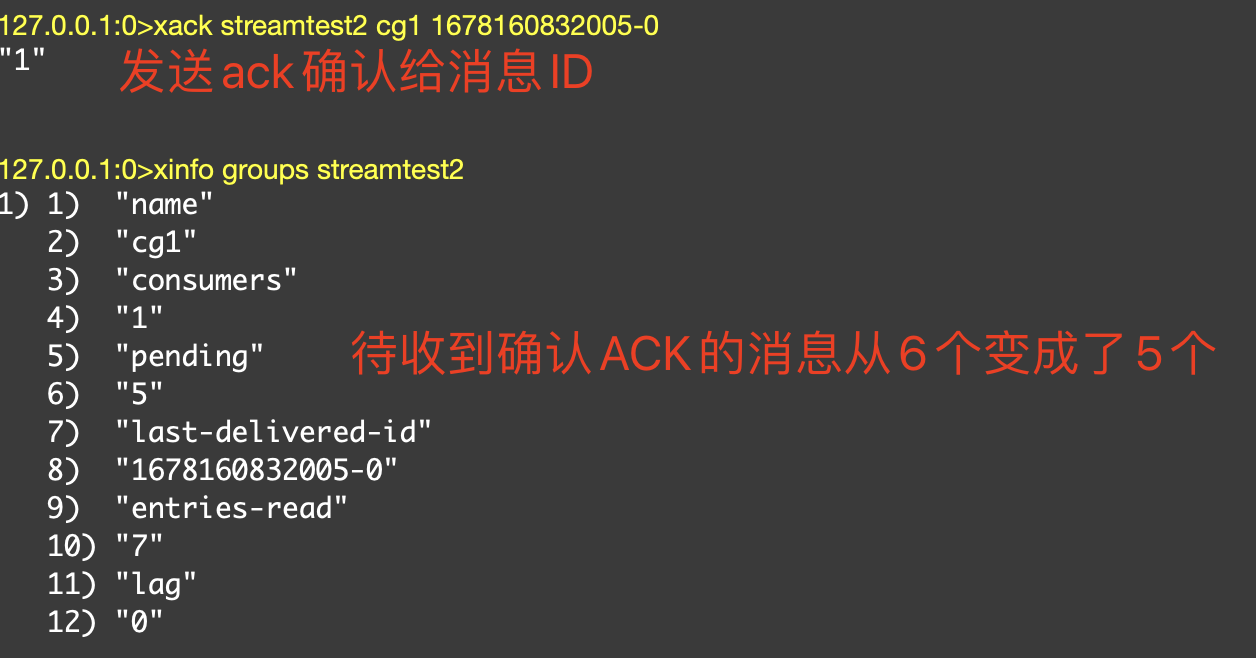 127.0.0.1:0>xack streamtest2 cg1 1678160832005-0
"1"
发送ack确认给消息ID
127.0.0.1:0>xinfo groups streamtest2
1) 1) "name"
2) "cg1"
3) "consumers"
4) "1"
5) "pending"
待收到确认ACK的消息从6个变成了5个
6) "5"
7) "last-delivered-id"
8) "1678160832005-0"
9) "entries-read"
10) "7"
11) "lag"
12) "0"